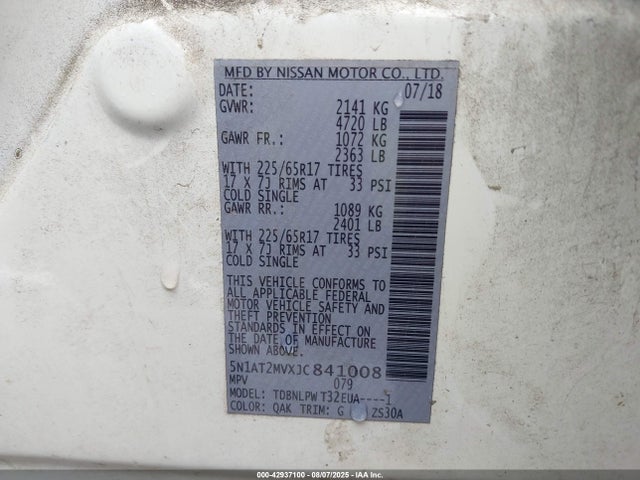 MFD BY NISSAN MOTOR CO., LTD.
DATE: 07/18
GVWR: 2141 KG
4720 LB
GAWR FR.: 1072 KG
2363 LB
WITH 225/65R17 TIRES
17 X 7J RIMS AT 33 PSI
COLD SINGLE
GAWR RR.: 1089 KG
2401 LB
WITH 225/65R17 TIRES
17 X 7J RIMS AT 33 PSI
COLD SINGLE
THIS VEHICLE CONFORMS TO
ALL APPLICABLE FEDERAL
MOTOR VEHICLE SAFETY AND
THEFT PREVENTION
STANDARDS IN EFFECT ON
THE DATE OF MANUFACTURE
SHOWN ABOVE.
5N1AT2MVXJC841008
MPV 079
MODEL: TDBNLPW T32EUA----1
COLOR: QAK TRIM: G ZS30A
000-42937100 - 08/07/2025 - IAA Inc.